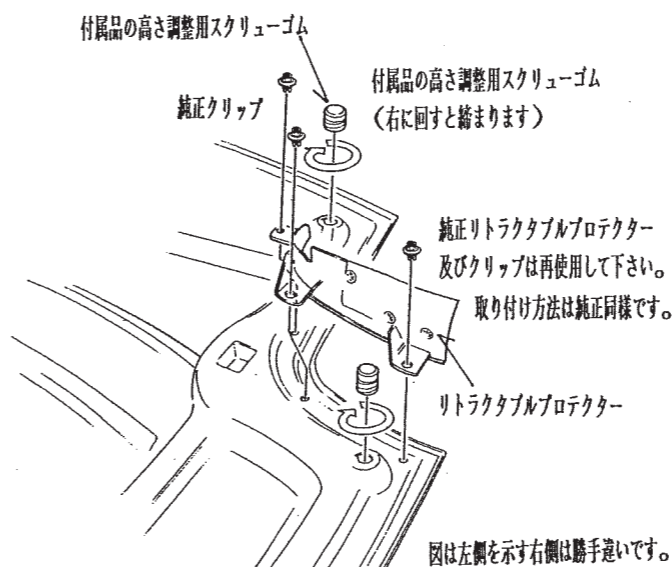 付属品の高さ調整用スクリューゴム
付属品の高さ調整用スクリューゴム
（右に回すと締まります）
純正クリップ
純正リトラクタブルプロテクター
及びクリップは再使用して下さい。
取り付け方法は純正同様です。
リトラクタブルプロテクター
図は左側を示す右側は勝手違いです。